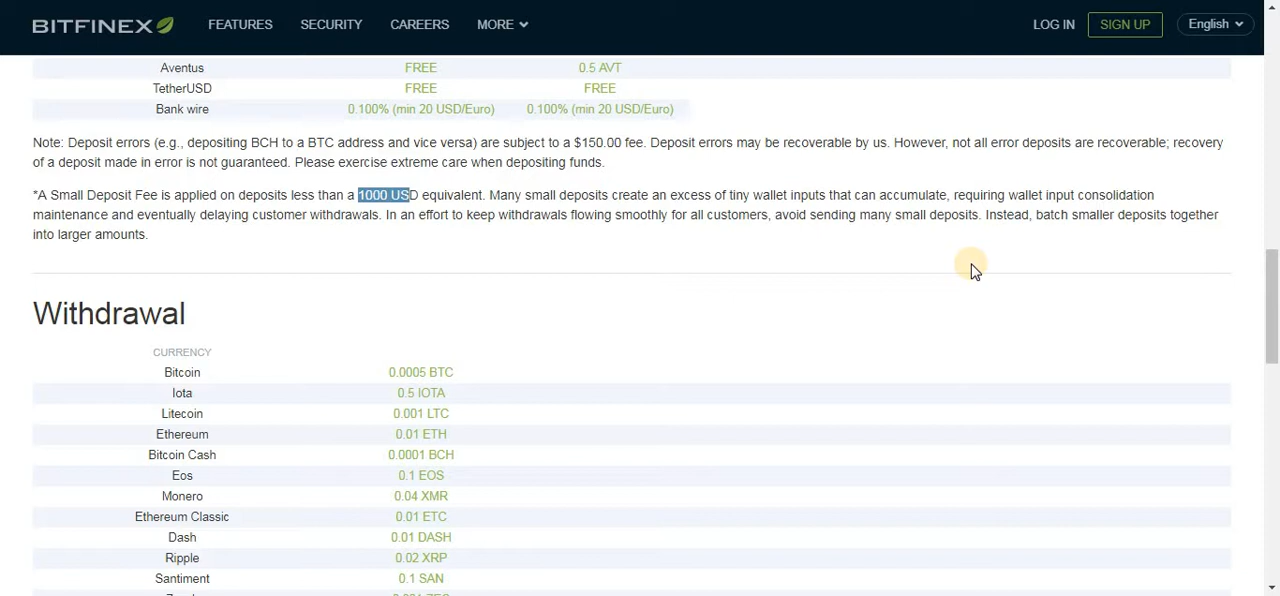 BITFINEX FEATURES SECURITY CAREERS MORE LOG IN SIGN UP English
Aventus FREE 0.5 AVT
TetherUSD FREE FREE
Bank wire 0.100% (min 20 USD/Euro) 0.100% (min 20 USD/Euro)
Note: Deposit errors (e.g., depositing BCH to a BTC address and vice versa) are subject to a $150.00 fee. Deposit errors may be recoverable by us. However, not all error deposits are recoverable; recovery
of a deposit made in error is not guaranteed. Please exercise extreme care when depositing funds.
*A Small Deposit Fee is applied on deposits less than a 1000 USD equivalent. Many small deposits create an excess of tiny wallet inputs that can accumulate, requiring wallet input consolidation
maintenance and eventually delaying customer withdrawals. In an effort to keep withdrawals flowing smoothly for all customers, avoid sending many small deposits. Instead, batch smaller deposits together
into larger amounts.
Withdrawal
CURRENCY
Bitcoin 0.0005 BTC
Iota 0.5 IOTA
Litecoin 0.001 LTC
Ethereum 0.01 ETH
Bitcoin Cash 0.0001 BCH
Eos 0.1 EOS
Monero 0.04 XMR
Ethereum Classic 0.01 ETC
Dash 0.01 DASH
Ripple 0.02 XRP
Santiment 0.1 SAN